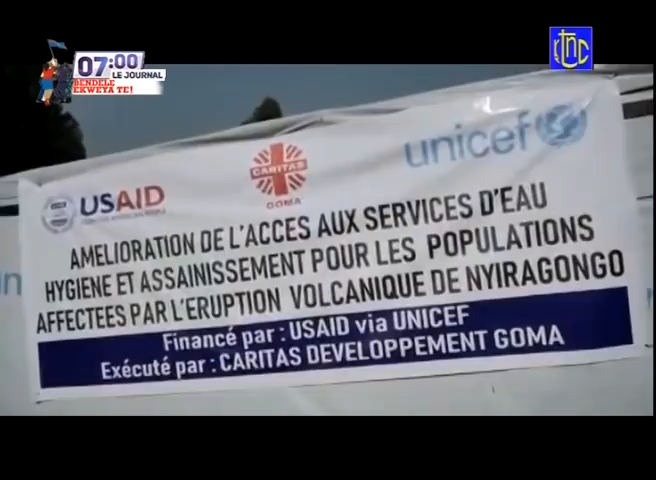 07:00
LE JOURNAL
BENDELE
EKWEYA TE!
rtnc
USAID
CARITAS
GOMA
unicef
AMELIORATION DE L'ACCES AUX SERVICES D'EAU
HYGIENE ET ASSAINISSEMENT POUR LES POPULATIONS
AFFECTEES PAR L'ERUPTION VOLCANIQUE DE NYIRAGONGO
Financé par : USAID via UNICEF
Exécuté par : CARITAS DEVELOPPEMENT GOMA